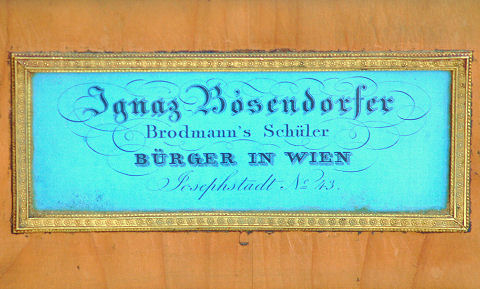 Ignaz Bösendorfer
Brodmann's Schüler
BÜRGER IN WIEN
Josephstadt No 43.